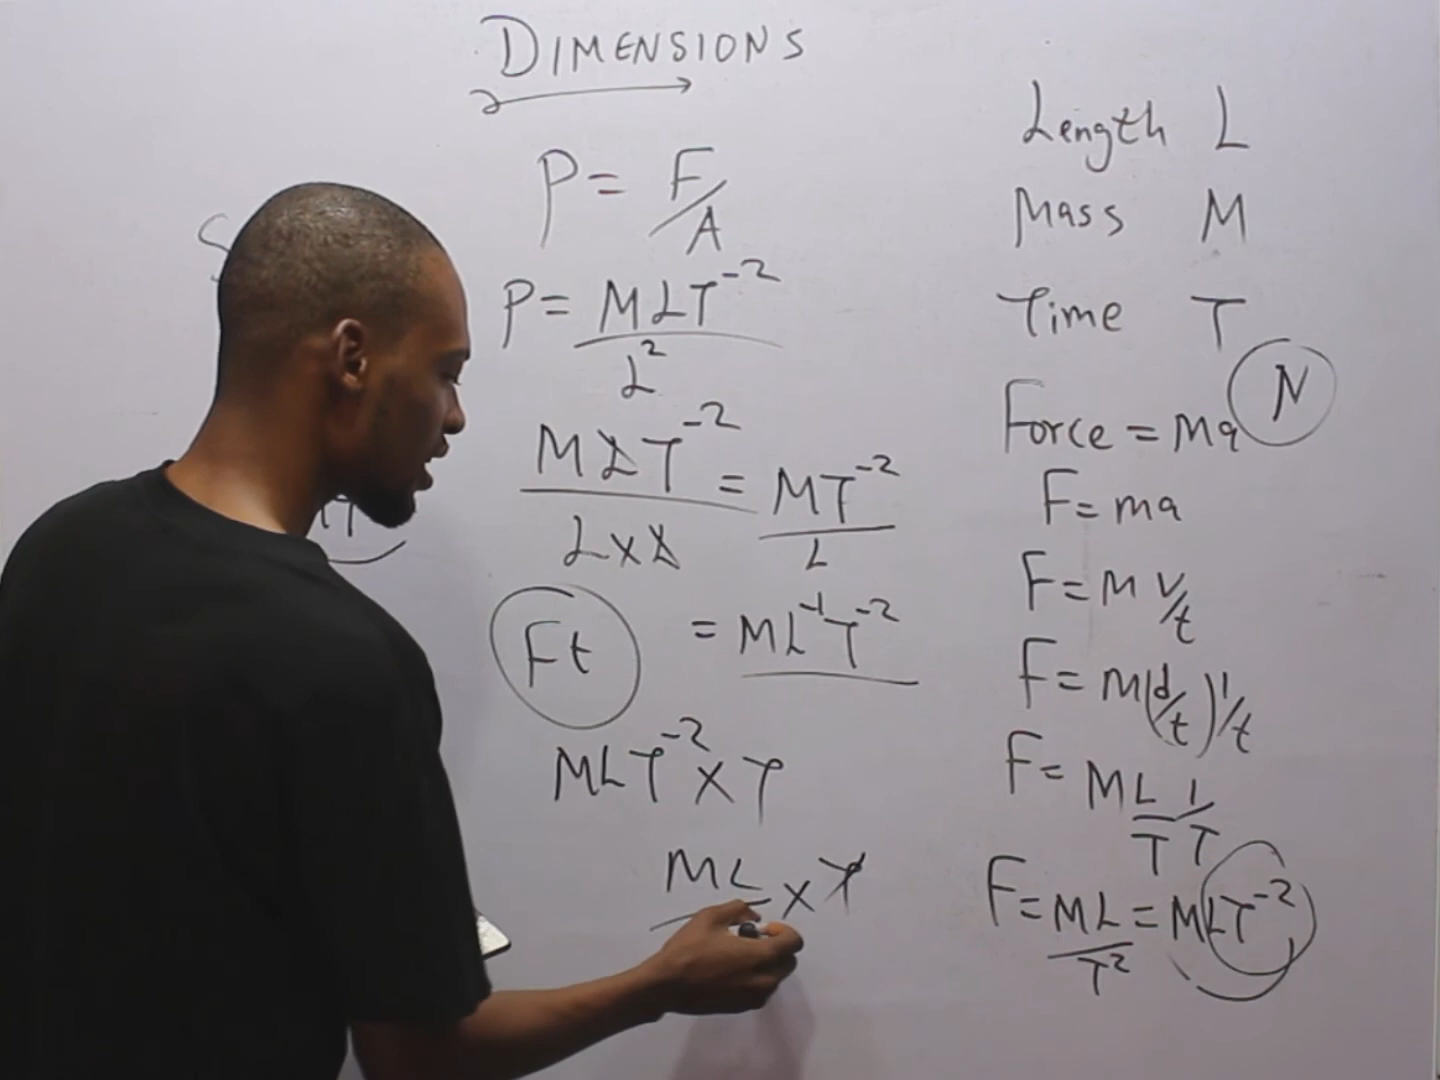 DIMENSIONS
P = F/A
P = MLT⁻²
L²
MLT⁻² = MT⁻²
L×L L
Ft = ML⁻¹T⁻²
MLT⁻² × T
ML × T
Length L
Mass M
Time T
N
Force = ma
F = ma
F = M V/t
F = M(d/t)1/t
F = ML 1/
T T
F = ML = MLT⁻²
T²